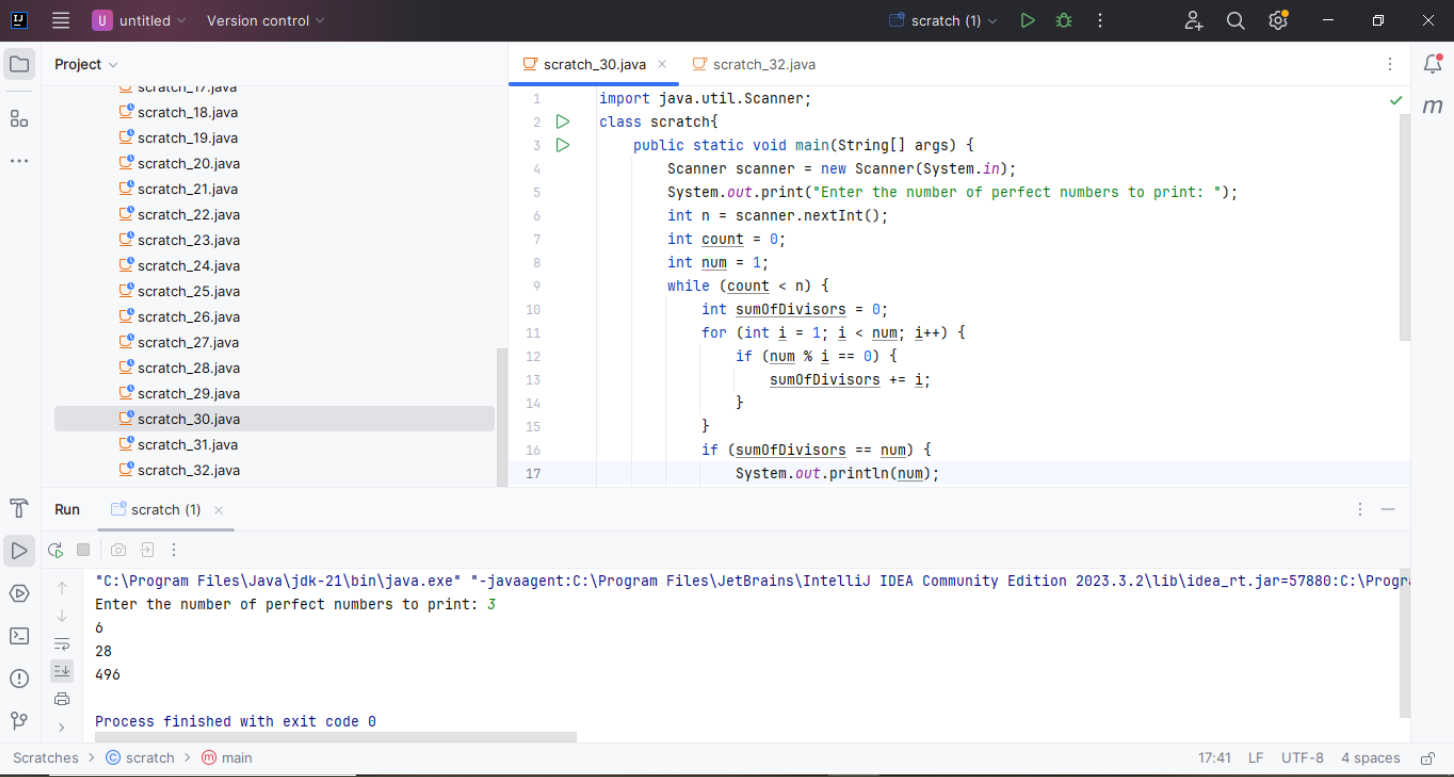 U untitled Version control scratch (1)
Project
scratch_17.java
scratch_18.java
scratch_19.java
scratch_20.java
scratch_21.java
scratch_22.java
scratch_23.java
scratch_24.java
scratch_25.java
scratch_26.java
scratch_27.java
scratch_28.java
scratch_29.java
scratch_30.java
scratch_31.java
scratch_32.java
scratch_30.java scratch_32.java
1 import java.util.Scanner;
2 class scratch{
3 public static void main(String[] args) {
4 Scanner scanner = new Scanner(System.in);
5 System.out.print("Enter the number of perfect numbers to print: ");
6 int n = scanner.nextInt();
7 int count = 0;
8 int num = 1;
9 while (count < n) {
10 int sumOfDivisors = 0;
11 for (int i = 1; i < num; i++) {
12 if (num % i == 0) {
13 sumOfDivisors += i;
14 }
15 }
16 if (sumOfDivisors == num) {
17 System.out.println(num);
Run scratch (1)
"C:\Program Files\Java\jdk-21\bin\java.exe" "-javaagent:C:\Program Files\JetBrains\IntelliJ IDEA Community Edition 2023.3.2\lib\idea_rt.jar=57880:C:\Progr
Enter the number of perfect numbers to print: 3
6
28
496
Process finished with exit code 0
Scratches > scratch > main 17:41 LF UTF-8 4 spaces